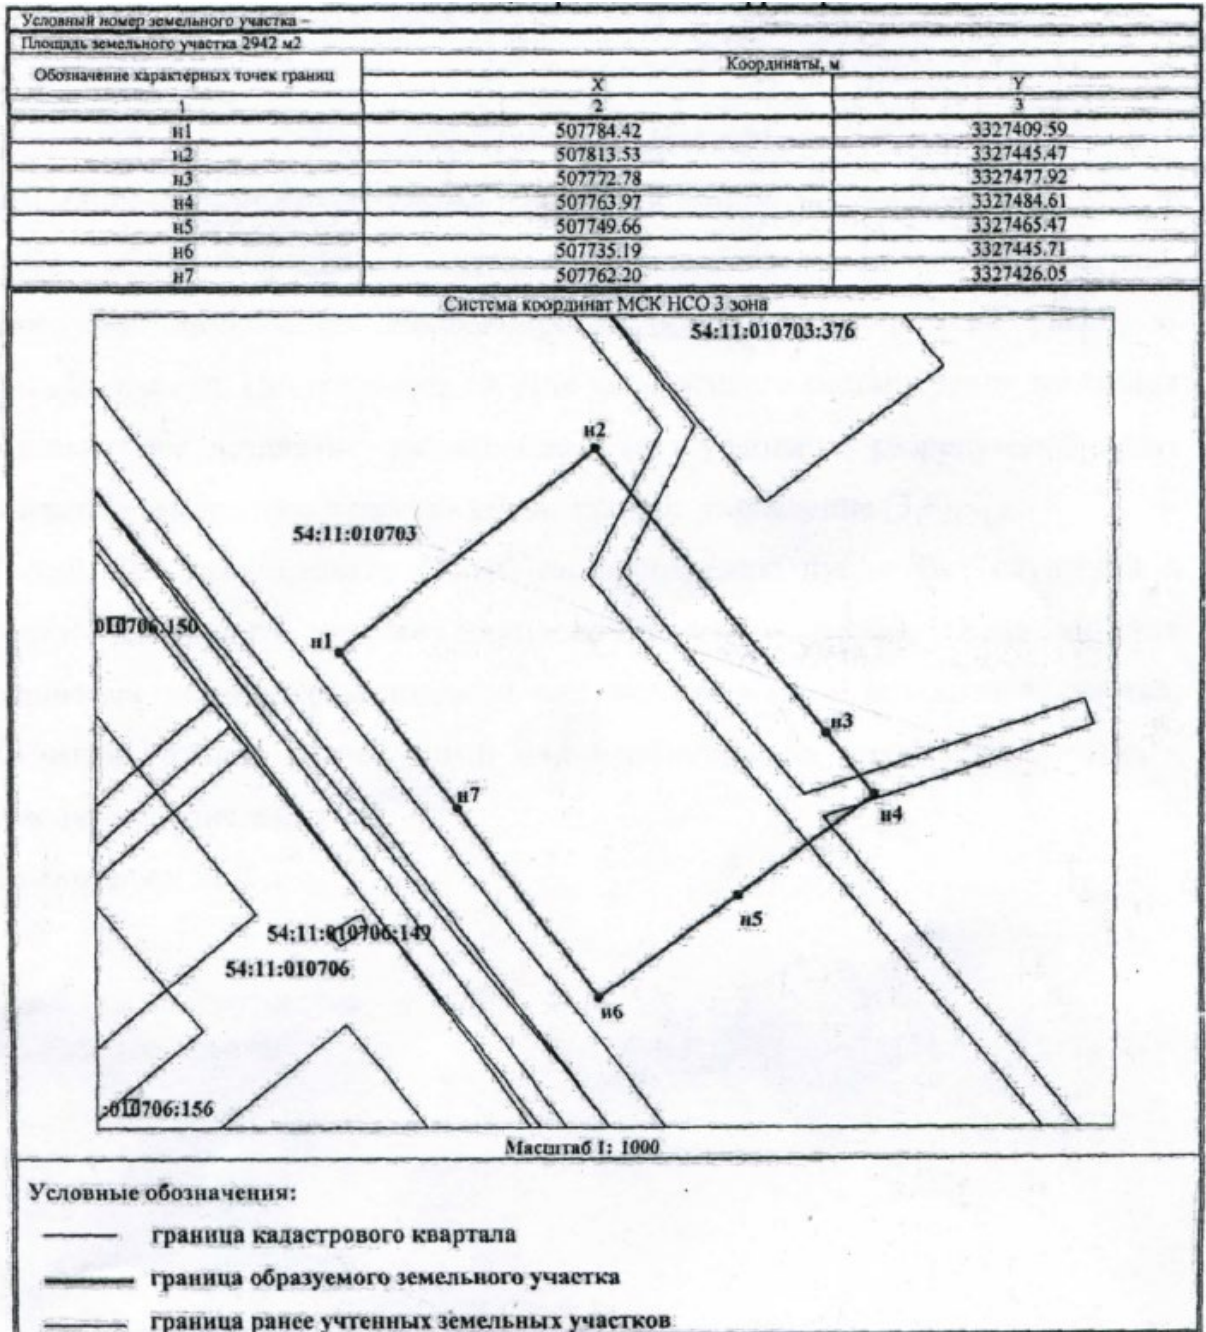 Условный номер земельного участка –
Площадь земельного участка 2942 м2
Обозначение характерных точек границ
Координаты, м
X
Y
1
2
3
н1 507784.42 3327409.59
н2 507813.53 3327445.47
н3 507772.78 3327477.92
н4 507763.97 3327484.61
н5 507749.66 3327465.47
н6 507735.19 3327445.71
н7 507762.20 3327426.05
Система координат МСК НСО 3 зона
54:11:010703:376
н2
54:11:010703
010706:150
н1
н3
н7
н4
н5
54:11:010706:149
54:11:010706
н6
:010706:156
Масштаб 1: 1000
Условные обозначения:
граница кадастрового квартала
граница образуемого земельного участка
граница ранее учтенных земельных участков